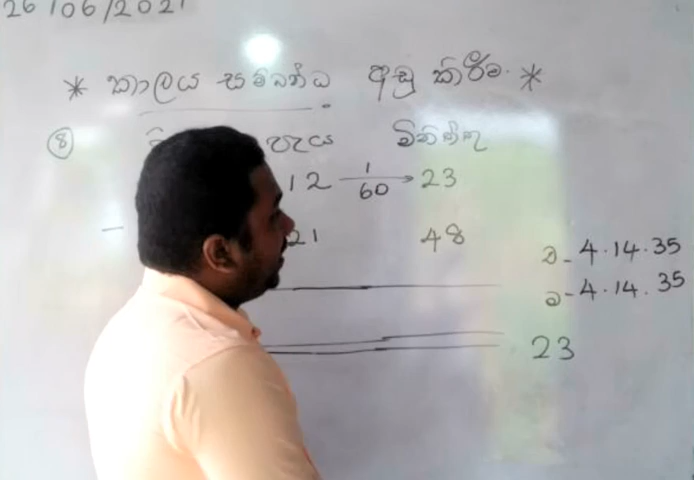 26/06/2021
* කාලය සම්බන්ධ අඩු කිරීම. *
8 පැය මිනිත්තු
12 1/60 → 23
- 21 48
ව - 4.14.35
ම - 4.14.35
23